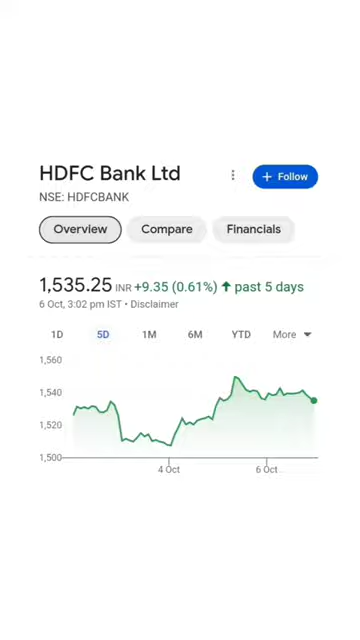 HDFC Bank Ltd
+ Follow
NSE: HDFCBANK
Overview
Compare
Financials
1,535.25 INR +9.35 (0.61%) ↑ past 5 days
6 Oct, 3:02 pm IST • Disclaimer
1D 5D 1M 6M YTD More
1,560
1,540
1,520
1,500
4 Oct 6 Oct